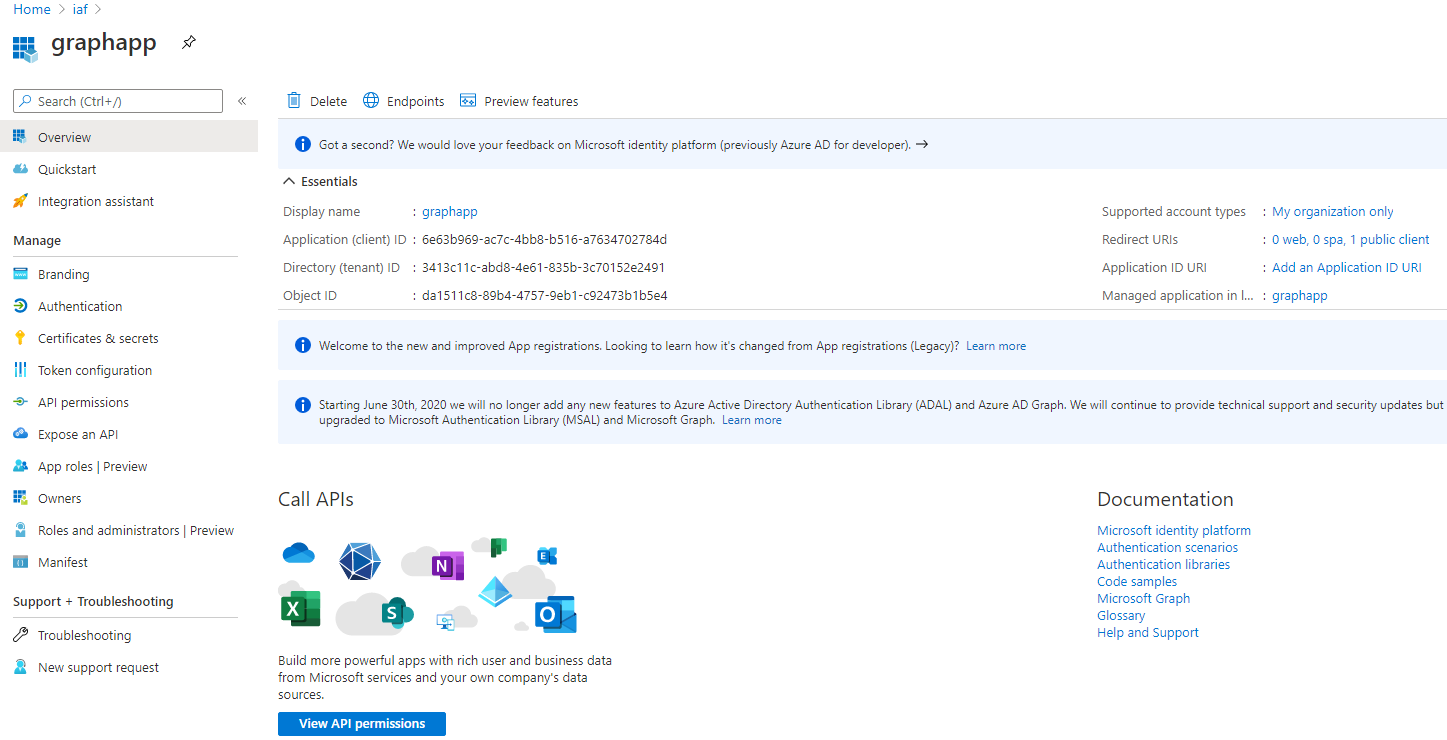 Home > iaf >
graphapp
Search (Ctrl+/)
«
Overview
Quickstart
Integration assistant
Manage
Branding
Authentication
Certificates & secrets
Token configuration
API permissions
Expose an API
App roles | Preview
Owners
Roles and administrators | Preview
Manifest
Support + Troubleshooting
Troubleshooting
New support request
Delete Endpoints Preview features
Got a second? We would love your feedback on Microsoft identity platform (previously Azure AD for developer). →
Essentials
Display name : graphapp
Application (client) ID : 6e63b969-ac7c-4bb8-b516-a7634702784d
Directory (tenant) ID : 3413c11c-abd8-4e61-835b-3c70152e2491
Object ID : da1511c8-89b4-4757-9eb1-c92473b1b5e4
Supported account types : My organization only
Redirect URIs : 0 web, 0 spa, 1 public client
Application ID URI : Add an Application ID URI
Managed application in l... : graphapp
Welcome to the new and improved App registrations. Looking to learn how it's changed from App registrations (Legacy)? Learn more
Starting June 30th, 2020 we will no longer add any new features to Azure Active Directory Authentication Library (ADAL) and Azure AD Graph. We will continue to provide technical support and security updates but
upgraded to Microsoft Authentication Library (MSAL) and Microsoft Graph. Learn more
Call APIs
N
E
X
S
O
Build more powerful apps with rich user and business data
from Microsoft services and your own company's data
sources.
View API permissions
Documentation
Microsoft identity platform
Authentication scenarios
Authentication libraries
Code samples
Microsoft Graph
Glossary
Help and Support